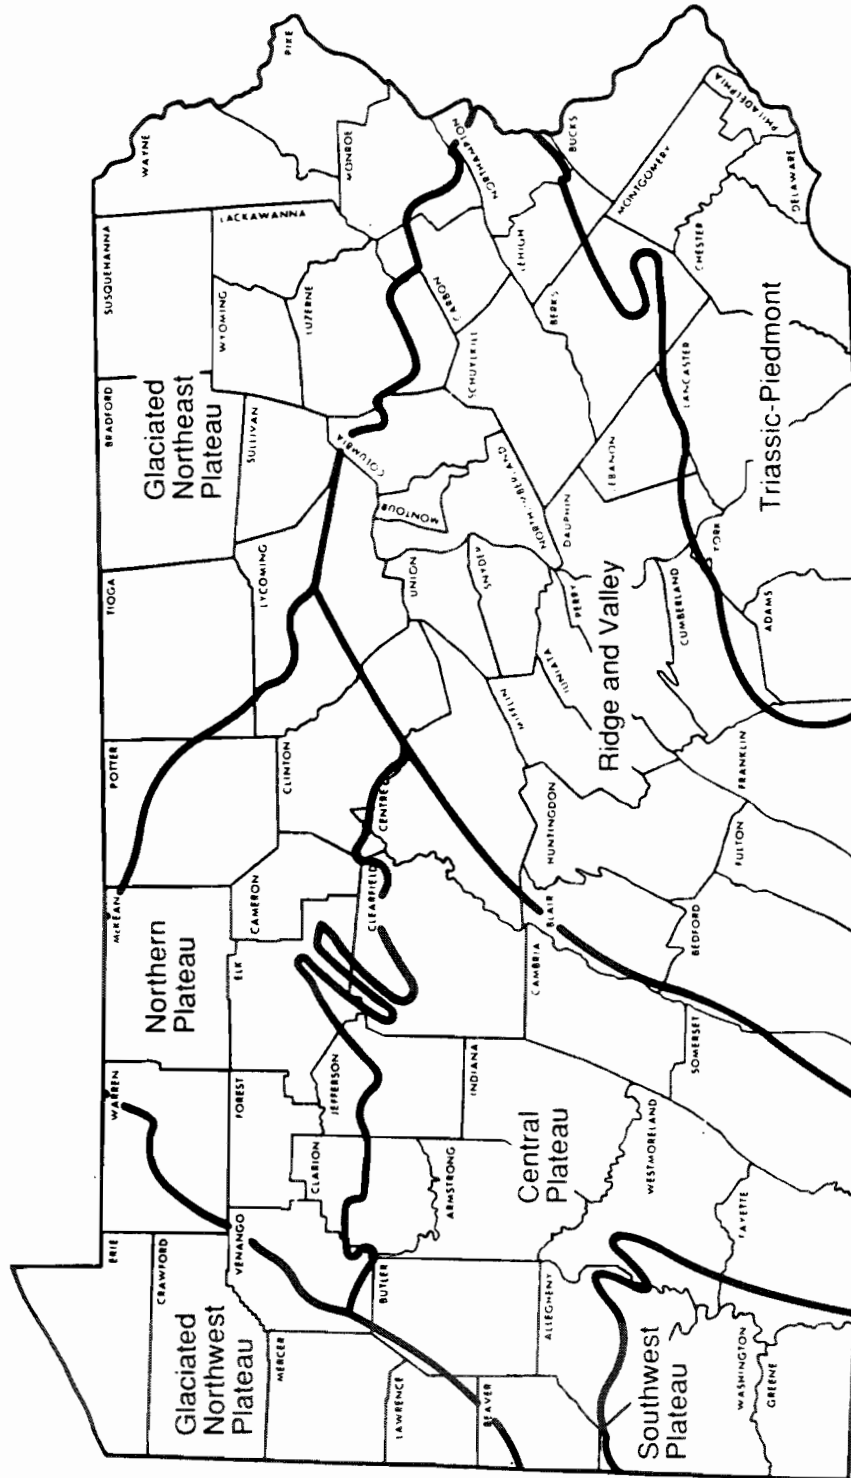 ERIE
CRAWFORD
WARREN
McKEAN
POTTER
TIOGA
BRADFORD
SUSQUEHANNA
WAYNE
Glaciated
Northwest
Plateau
VENANGO
FOREST
Northern
Plateau
ELK
CAMERON
Glaciated
Northeast
Plateau
WYOMING
LACKAWANNA
PIKE
MERCER
CLARION
JEFFERSON
CLINTON
LYCOMING
SULLIVAN
LUZERNE
MONROE
LAWRENCE
BUTLER
CLEARFIELD
CENTRE
UNION
MONTOUR
COLUMBIA
CARBON
NORTHAMPTON
BEAVER
ARMSTRONG
INDIANA
SNYDER
NORTHUMBERLAND
SCHUYLKILL
LEHIGH
ALLEGHENY
Central
Plateau
CAMBRIA
BLAIR
HUNTINGDON
MIFFLIN
JUNIATA
PERRY
DAUPHIN
LEBANON
BERKS
BUCKS
MONTGOMERY
PHILADELPHIA
Southwest
Plateau
WESTMORELAND
Ridge and Valley
CUMBERLAND
LANCASTER
CHESTER
DELAWARE
WASHINGTON
GREENE
FAYETTE
SOMERSET
BEDFORD
FULTON
FRANKLIN
ADAMS
YORK
Triassic-Piedmont